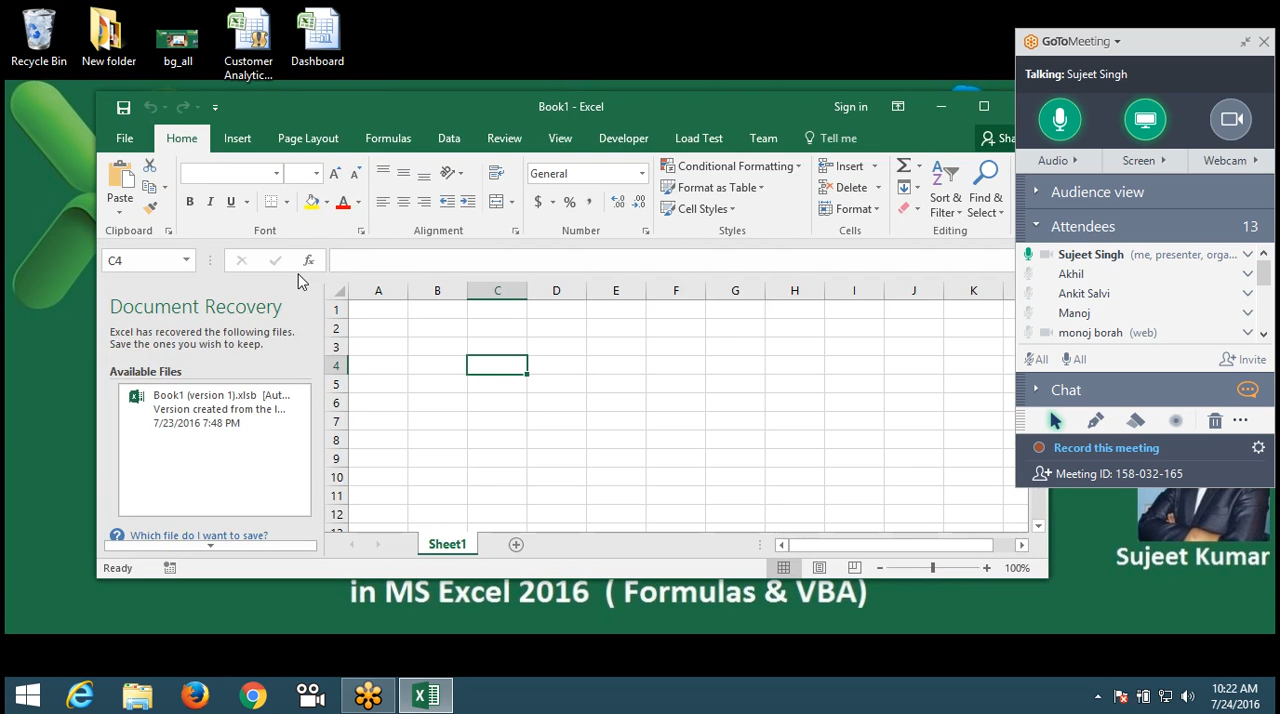 Recycle Bin
New folder
bg_all
Customer Analytic...
Dashboard
Book1 - Excel
Sign in
File Home Insert Page Layout Formulas Data Review View Developer Load Test Team Tell me Sha
Paste
Clipboard
Font
B I U
A A
Alignment
General
$ % ,
Number
Conditional Formatting
Format as Table
Cell Styles
Styles
Insert
Delete
Format
Cells
Sort & Filter
Find & Select
Editing
C4
fx
Document Recovery
Excel has recovered the following files.
Save the ones you wish to keep.
Available Files
Book1 (version 1).xlsb [Aut...
Version created from the l...
7/23/2016 7:48 PM
Which file do I want to save?
A B C D E F G H I J K
1
2
3
4
5
6
7
8
9
10
11
12
Sheet1
Ready
100%
GoToMeeting
Talking: Sujeet Singh
Audio Screen Webcam
Audience view
Attendees 13
Sujeet Singh (me, presenter, orga...
Akhil
Ankit Salvi
Manoj
monoj borah (web)
All All Invite
Chat
Record this meeting
Meeting ID: 158-032-165
Sujeet Kumar
in MS Excel 2016 ( Formulas & VBA)
10:22 AM
7/24/2016